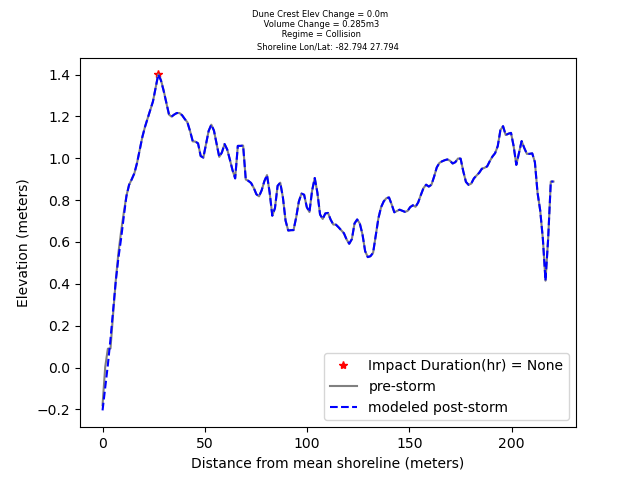 Dune Crest Elev Change = 0.0m
Volume Change = 0.285m3
Regime = Collision
Shoreline Lon/Lat: -82.794 27.794
1.4
1.2
1.0
0.8
0.6
0.4
0.2
0.0
−0.2
Elevation (meters)
Impact Duration(hr) = None
pre-storm
modeled post-storm
0
50
100
150
200
Distance from mean shoreline (meters)